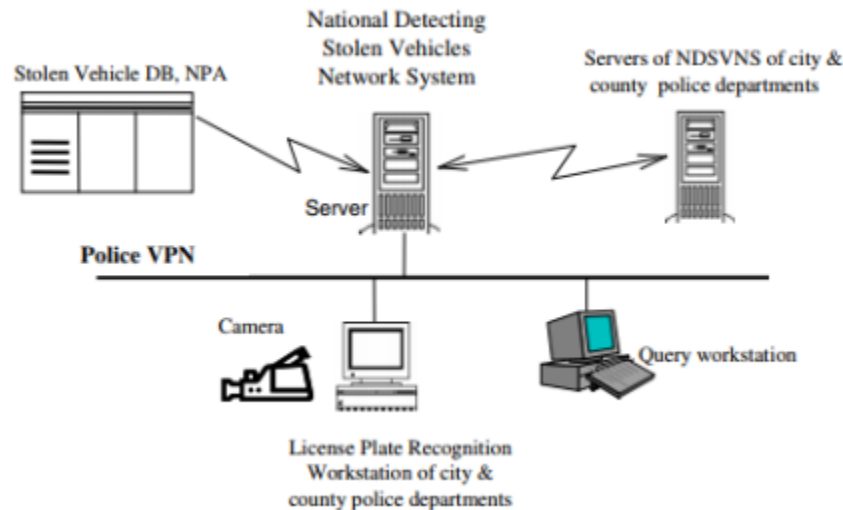 National Detecting
Stolen Vehicles
Network System
Stolen Vehicle DB, NPA
Servers of NDSVNS of city &
county police departments
Server
Police VPN
Camera
Query workstation
License Plate Recognition
Workstation of city &
county police departments